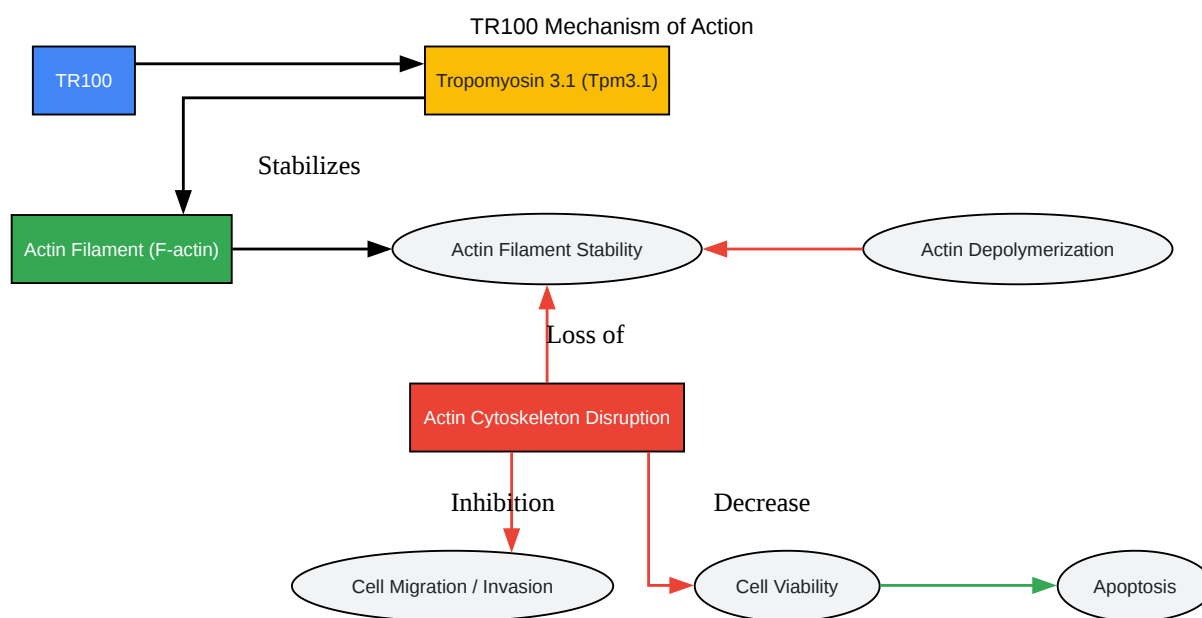 TR100 Mechanism of Action
TR100
Tropomyosin 3.1 (Tpm3.1)
Stabilizes
Actin Filament (F-actin)
Actin Filament Stability
Actin Depolymerization
Loss of
Actin Cytoskeleton Disruption
Inhibition
Decrease
Cell Migration / Invasion
Cell Viability
Apoptosis